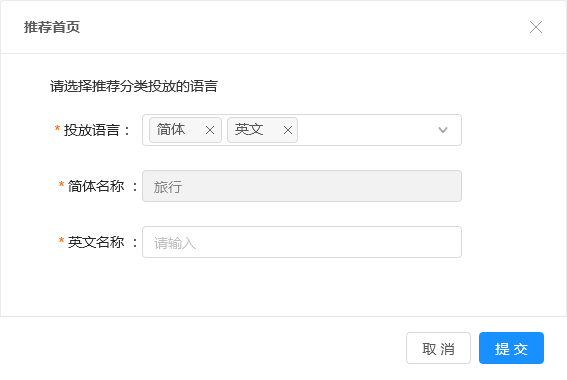 推荐首页
请选择推荐分类投放的语言
* 投放语言： 简体 英文
* 简体名称 ： 旅行
* 英文名称 ： 请输入
取 消 提 交